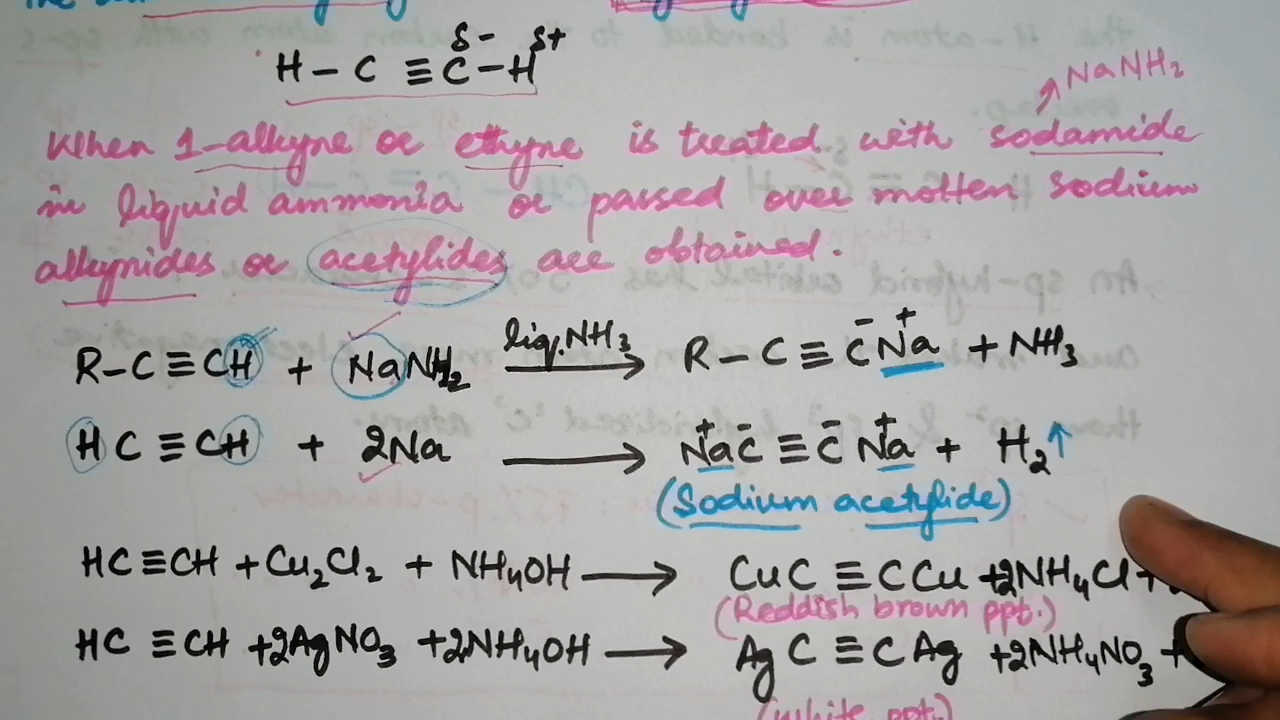 δ- δ+
H - C ≡ C - H
NaNH₂
When 1-alkyne or ethyne is treated with sodamide
in liquid ammonia or passed over molten sodium
alkynides or acetylides are obtained.
R-C≡CH + NaNH₂ liq. NH₃ → R-C≡C⁻Na⁺ + NH₃
HC≡CH + 2Na → Na⁺C⁻≡C⁻Na⁺ + H₂↑
(Sodium acetylide)
HC≡CH + Cu₂Cl₂ + NH₄OH → CuC≡CCu + 2NH₄Cl +
(Reddish brown ppt.)
HC≡CH + 2AgNO₃ + 2NH₄OH → AgC≡CAg + 2NH₄NO₃ +
(white ppt.)